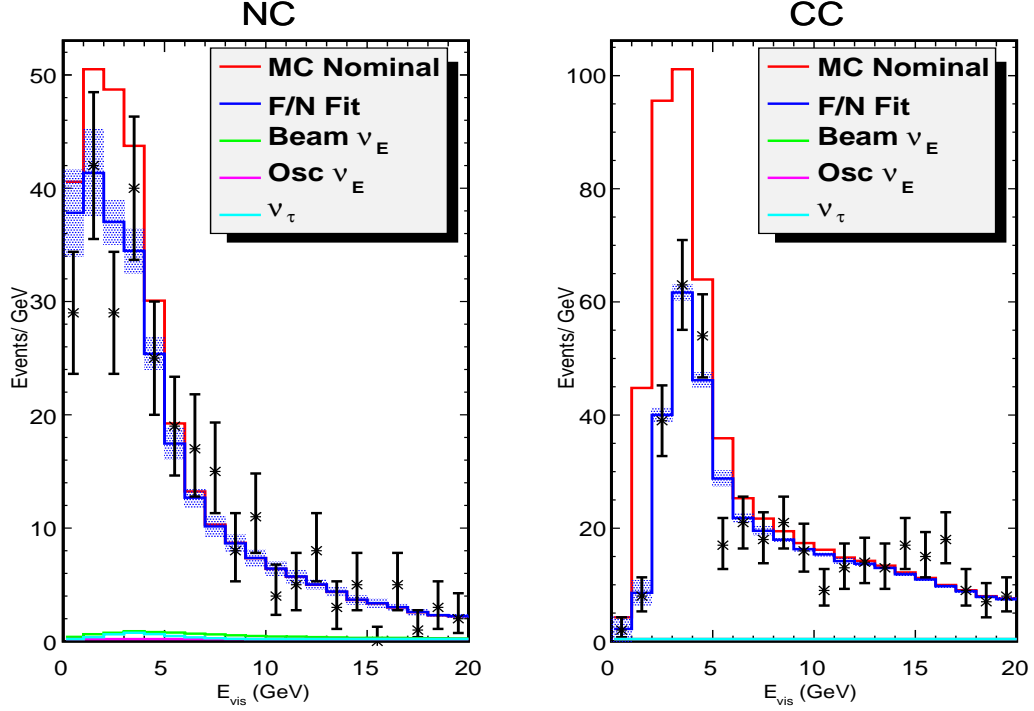 NC
50
40
30
20
10
0
Events/ GeV
MC Nominal
F/N Fit
Beam ν_E
Osc ν_E
ν_τ
0 5 10 15 20
E_vis (GeV)
CC
100
80
60
40
20
0
Events/ GeV
MC Nominal
F/N Fit
Beam ν_E
Osc ν_E
ν_τ
0 5 10 15 20
E_vis (GeV)